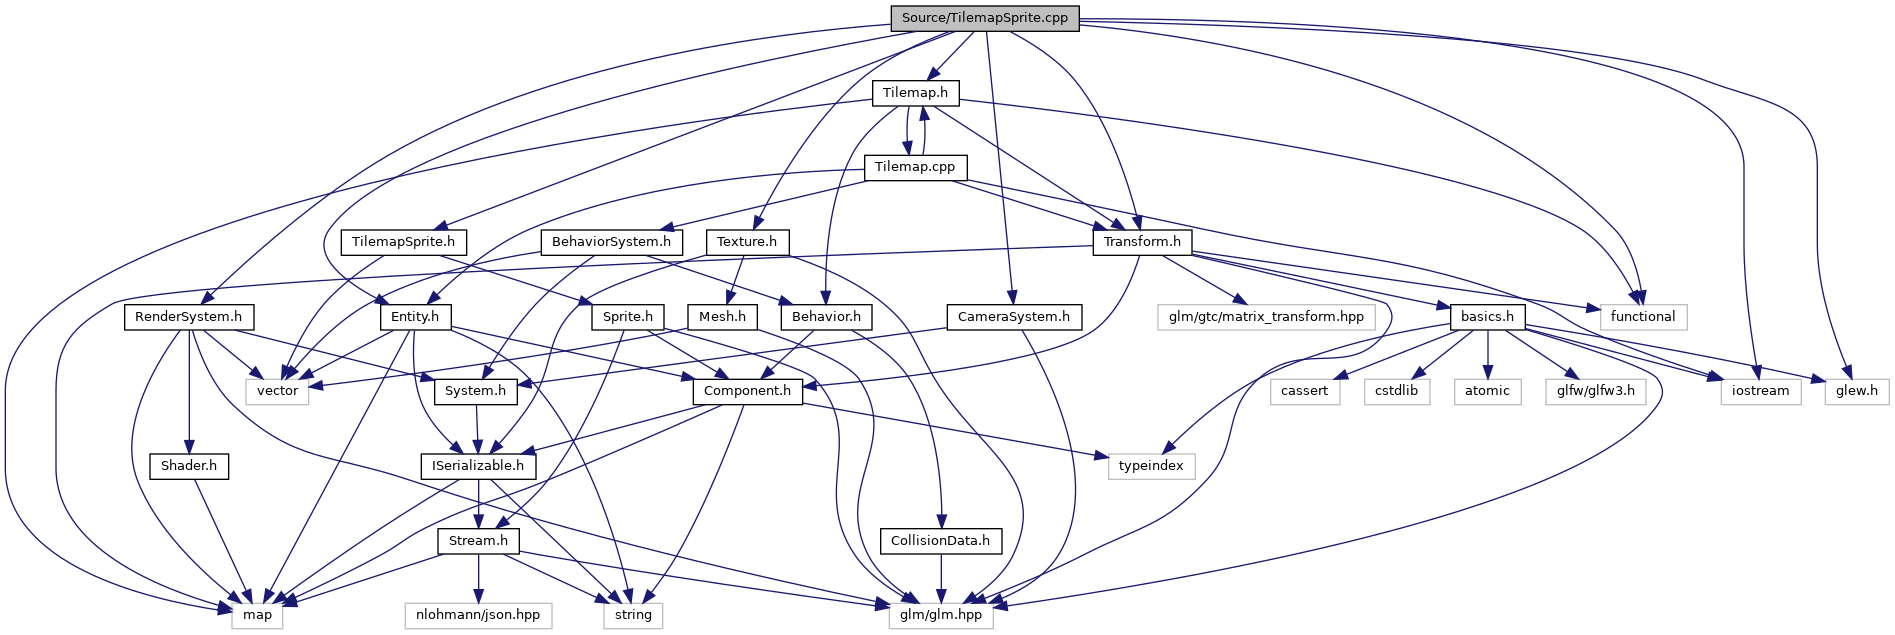 Source/TilemapSprite.cpp
Tilemap.h
Tilemap.cpp
TilemapSprite.h
BehaviorSystem.h
Texture.h
Transform.h
RenderSystem.h
Entity.h
Sprite.h
Mesh.h
Behavior.h
CameraSystem.h
glm/gtc/matrix_transform.hpp
basics.h
functional
vector
System.h
Component.h
cassert
cstdlib
atomic
glfw/glfw3.h
iostream
glew.h
Shader.h
ISerializable.h
typeindex
Stream.h
CollisionData.h
map
nlohmann/json.hpp
string
glm/glm.hpp